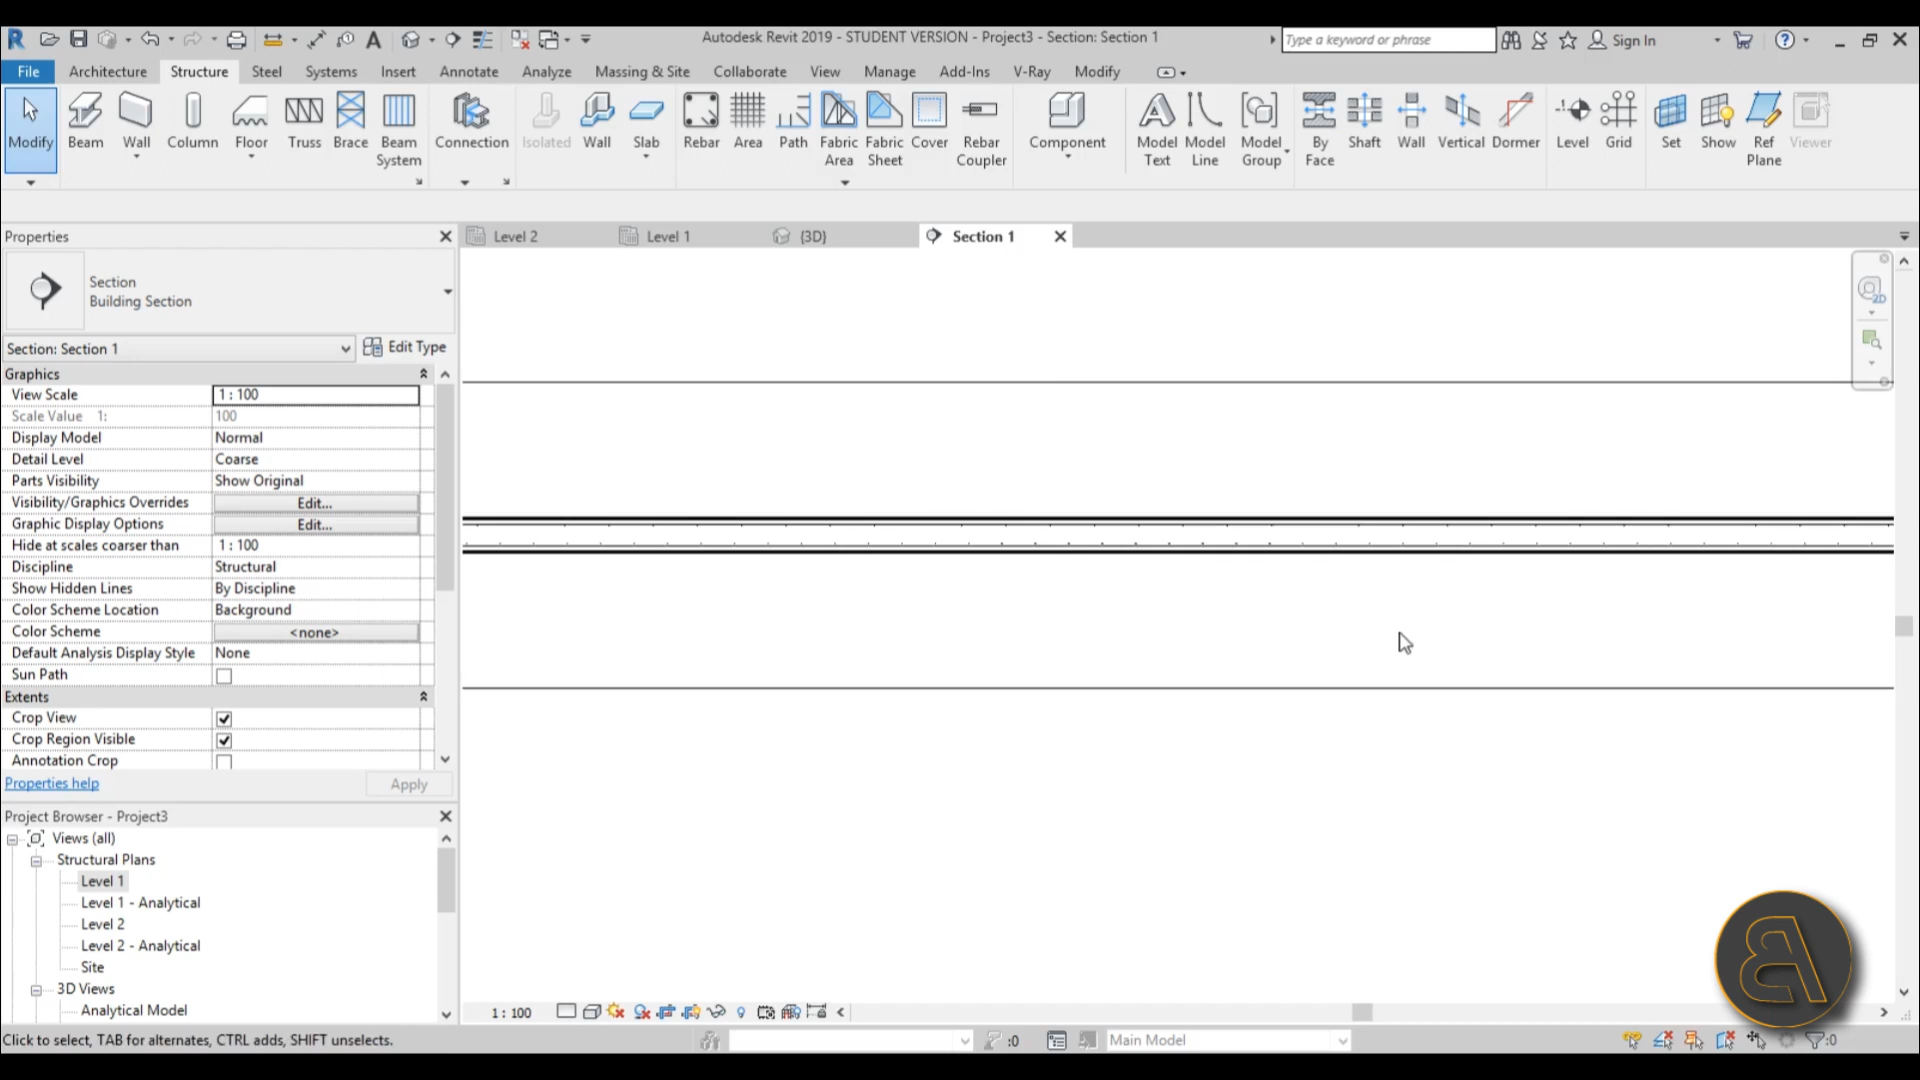 Autodesk Revit 2019 - STUDENT VERSION - Project3 - Section: Section 1
Type a keyword or phrase
Sign In
File Architecture Structure Steel Systems Insert Annotate Analyze Massing & Site Collaborate View Manage Add-Ins V-Ray Modify
Modify Beam Wall Column Floor Truss Brace Beam System Connection Isolated Wall Slab Rebar Area Path Fabric Area Fabric Sheet Cover Rebar Coupler Component Model Text Model Line Model Group By Face Shaft Wall Vertical Dormer Level Grid Set Show Ref Plane Viewer
Properties
Level 2 Level 1 {3D} Section 1
Section
Building Section
Section: Section 1 Edit Type
Graphics
View Scale 1 : 100
Scale Value 1: 100
Display Model Normal
Detail Level Coarse
Parts Visibility Show Original
Visibility/Graphics Overrides Edit...
Graphic Display Options Edit...
Hide at scales coarser than 1 : 100
Discipline Structural
Show Hidden Lines By Discipline
Color Scheme Location Background
Color Scheme <none>
Default Analysis Display Style None
Sun Path
Extents
Crop View
Crop Region Visible
Annotation Crop
Properties help Apply
Project Browser - Project3
Views (all)
Structural Plans
Level 1
Level 1 - Analytical
Level 2
Level 2 - Analytical
Site
3D Views
Analytical Model
1 : 100
Click to select, TAB for alternates, CTRL adds, SHIFT unselects.
:0
Main Model
:0
2D